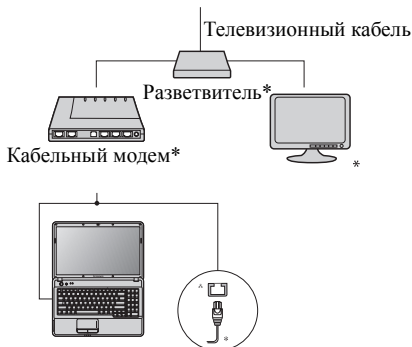 Телевизионный кабель
Разветвитель*
Кабельный модем*
*
A
*